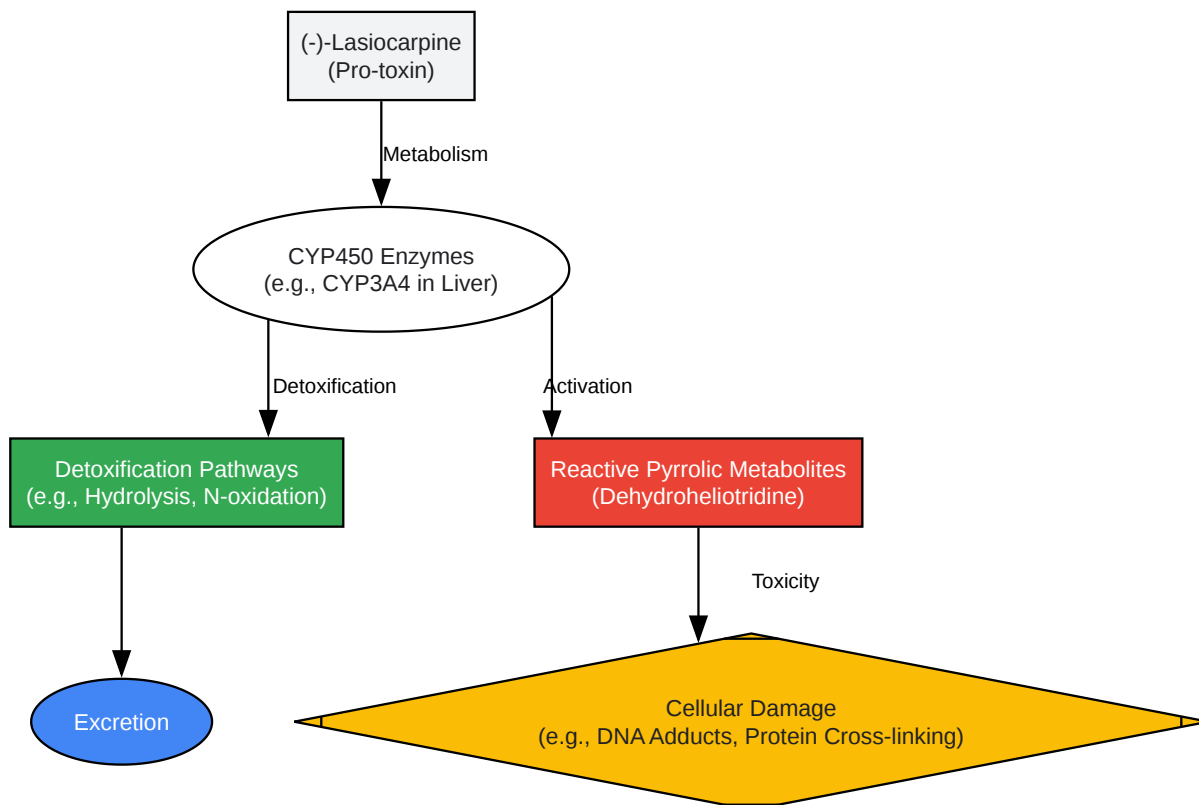 (-)-Lasiocarpine
(Pro-toxin)
Metabolism
CYP450 Enzymes
(e.g., CYP3A4 in Liver)
Detoxification
Activation
Detoxification Pathways
(e.g., Hydrolysis, N-oxidation)
Reactive Pyrrolic Metabolites
(Dehydroheliotridine)
Toxicity
Excretion
Cellular Damage
(e.g., DNA Adducts, Protein Cross-linking)